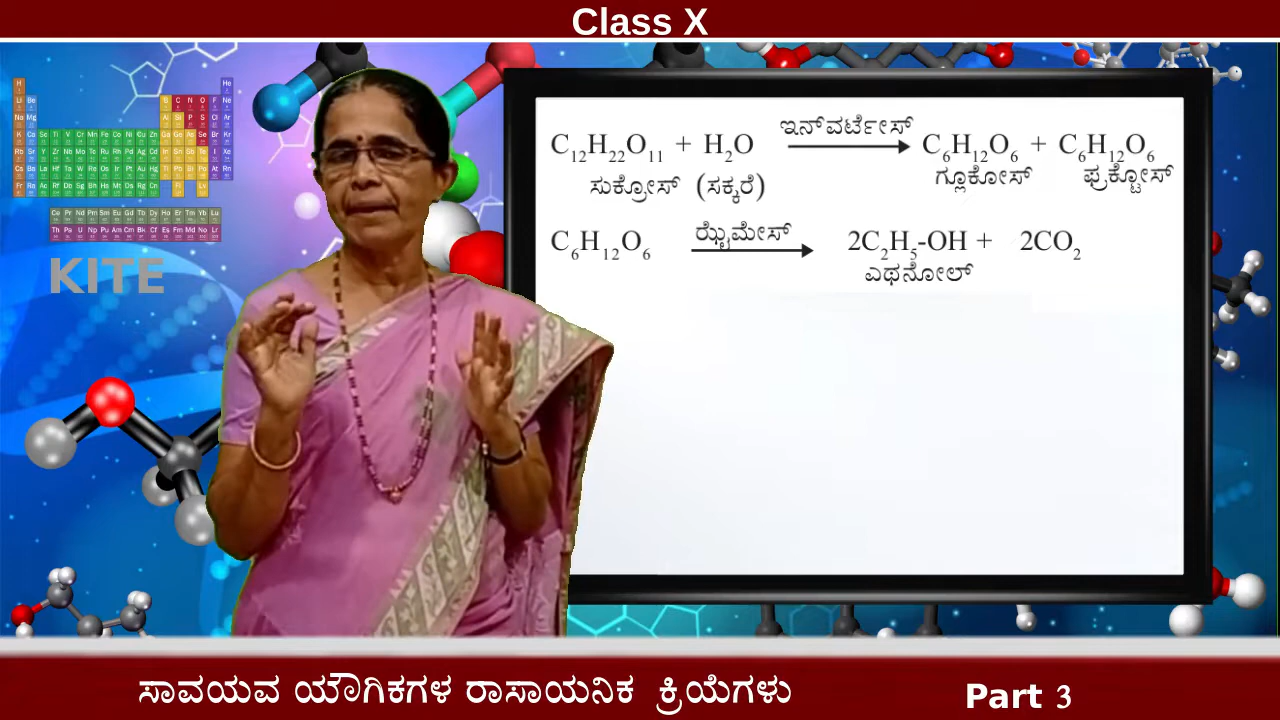 Class X
KITE
C₁₂H₂₂O₁₁ + H₂O ಇನ್‌ವರ್ಟೇಸ್ C₆H₁₂O₆ + C₆H₁₂O₆
ಸುಕ್ರೋಸ್ (ಸಕ್ಕರೆ) ಗ್ಲೂಕೋಸ್ ಫ್ರಕ್ಟೋಸ್
C₆H₁₂O₆ ಝೈಮೇಸ್ 2C₂H₅-OH + 2CO₂
ಎಥನೋಲ್
ಸಾವಯವ ಯೌಗಿಕಗಳ ರಾಸಾಯನಿಕ ಕ್ರಿಯೆಗಳು Part 3